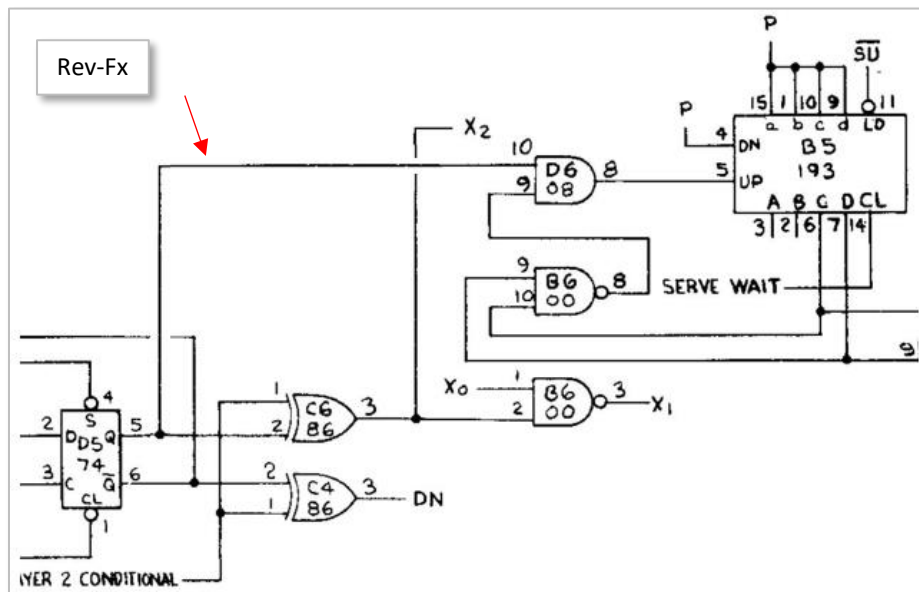 Rev-Fx
P
SU
15 1 10 9 11
a b c d LD
P
4 DN B5
193
5 UP
A B C D CL
3 2 6 7 14
X2
10
D6 8
9 08
9
B6 8
10 00
SERVE WAIT
X0 1
B6 3 X1
2 00
1
C6 3
2 86
4
S
2 D D5 Q 5
74
3 C Q 6
CL
1
2
C4 3 DN
1 86
YER 2 CONDITIONAL